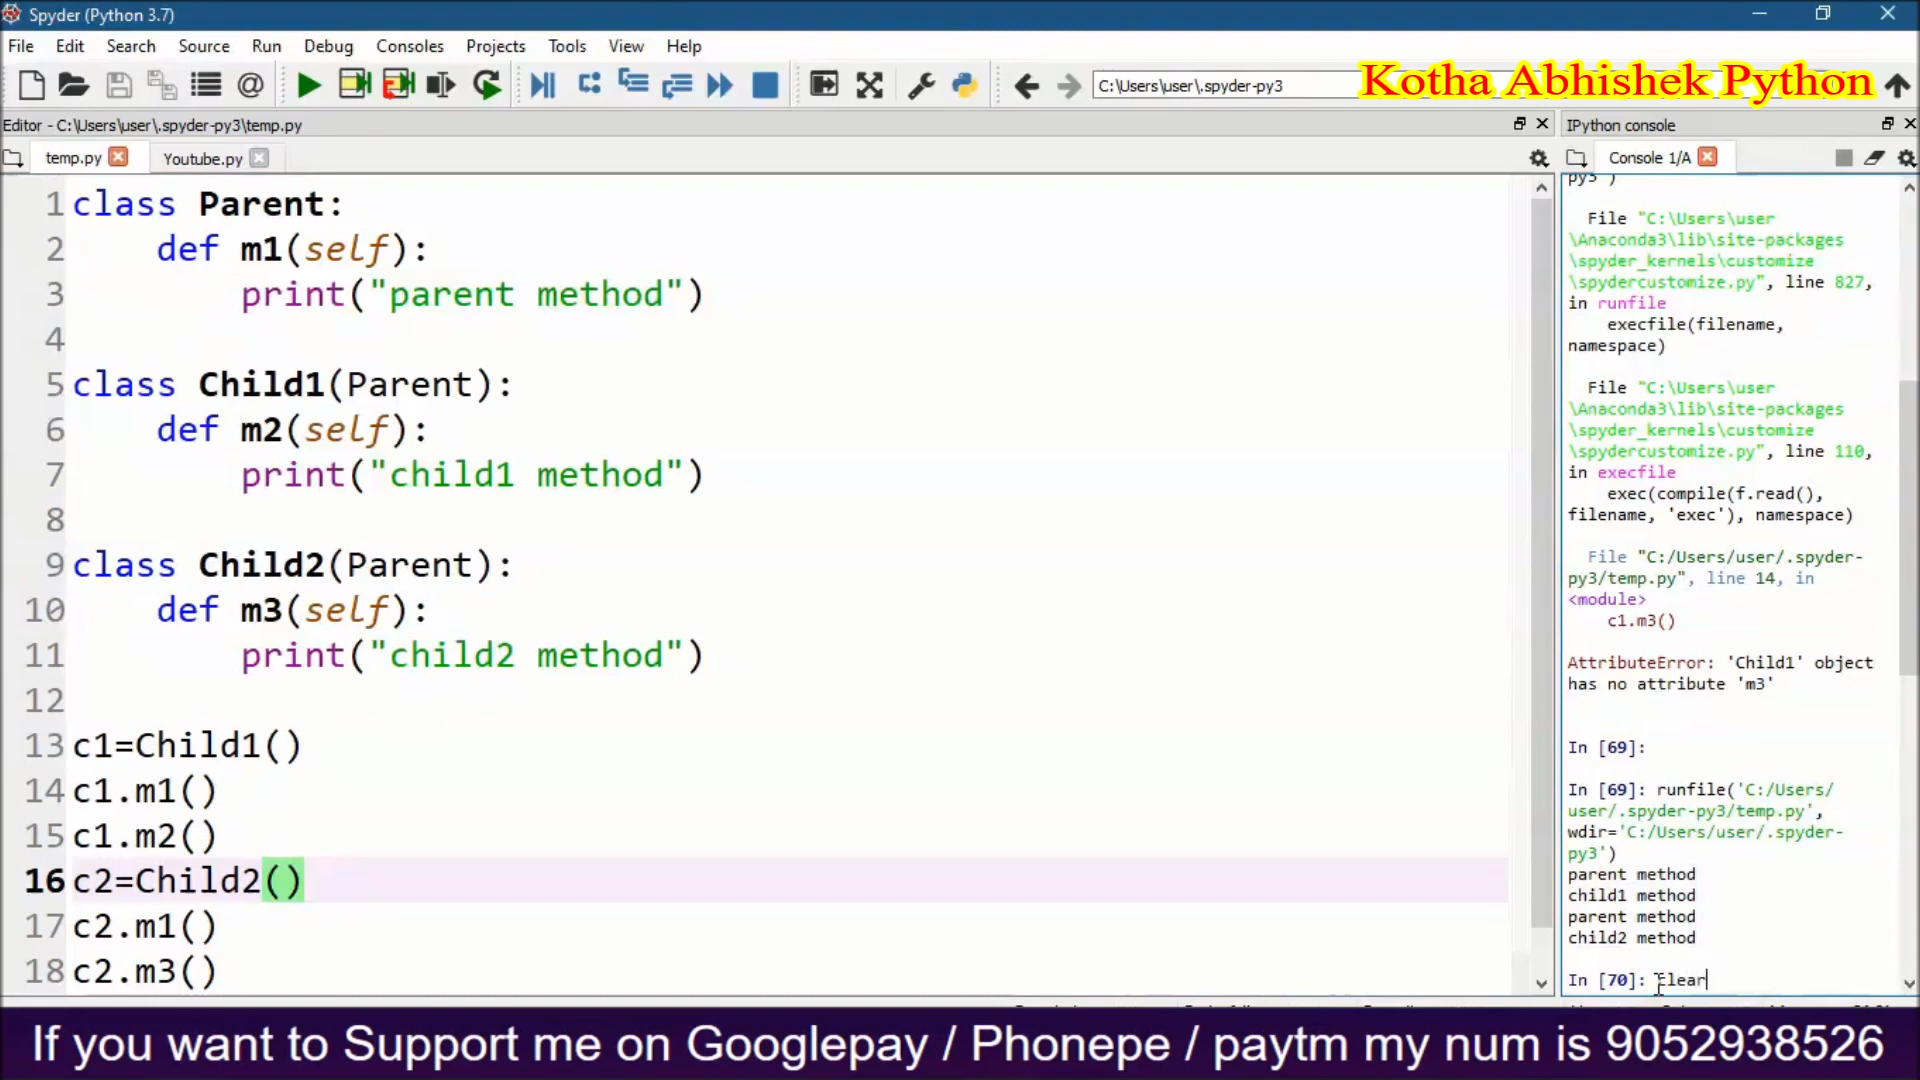 Spyder (Python 3.7)
File Edit Search Source Run Debug Consoles Projects Tools View Help
C:\Users\user\.spyder-py3
Kotha Abhishek Python
Editor - C:\Users\user\.spyder-py3\temp.py
temp.py Youtube.py
1 class Parent:
2     def m1(self):
3         print("parent method")
4
5 class Child1(Parent):
6     def m2(self):
7         print("child1 method")
8
9 class Child2(Parent):
10     def m3(self):
11         print("child2 method")
12
13 c1=Child1()
14 c1.m1()
15 c1.m2()
16 c2=Child2()
17 c2.m1()
18 c2.m3()
IPython console
Console 1/A
py3')
File "C:\Users\user
\Anaconda3\lib\site-packages
\spyder_kernels\customize
\spydercustomize.py", line 827,
in runfile
execfile(filename,
namespace)
File "C:\Users\user
\Anaconda3\lib\site-packages
\spyder_kernels\customize
\spydercustomize.py", line 110,
in execfile
exec(compile(f.read(),
filename, 'exec'), namespace)
File "C:/Users/user/.spyder-
py3/temp.py", line 14, in
<module>
c1.m3()
AttributeError: 'Child1' object
has no attribute 'm3'
In [69]:
In [69]: runfile('C:/Users/
user/.spyder-py3/temp.py',
wdir='C:/Users/user/.spyder-
py3')
parent method
child1 method
parent method
child2 method
In [70]: clear
If you want to Support me on Googlepay / Phonepe / paytm my num is 9052938526